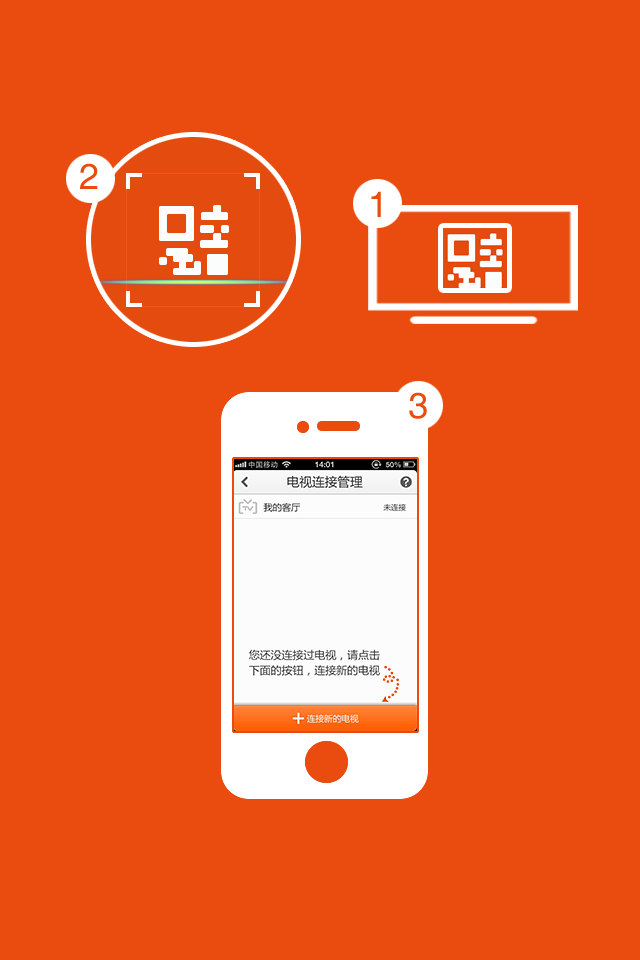 2
1
3
中国移动 14:01 50%
电视连接管理 ?
TV 我的客厅 未连接
您还没连接过电视，请点击
下面的按钮，连接新的电视
+ 连接新的电视